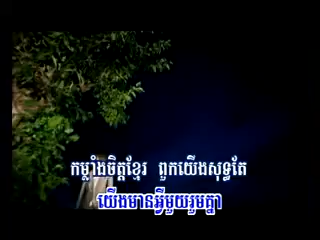 កម្លាំងចិត្តខ្មែរ ពួកយើងសុទ្ធតែ
យើងមានអ្វីមួយរួមគ្នា